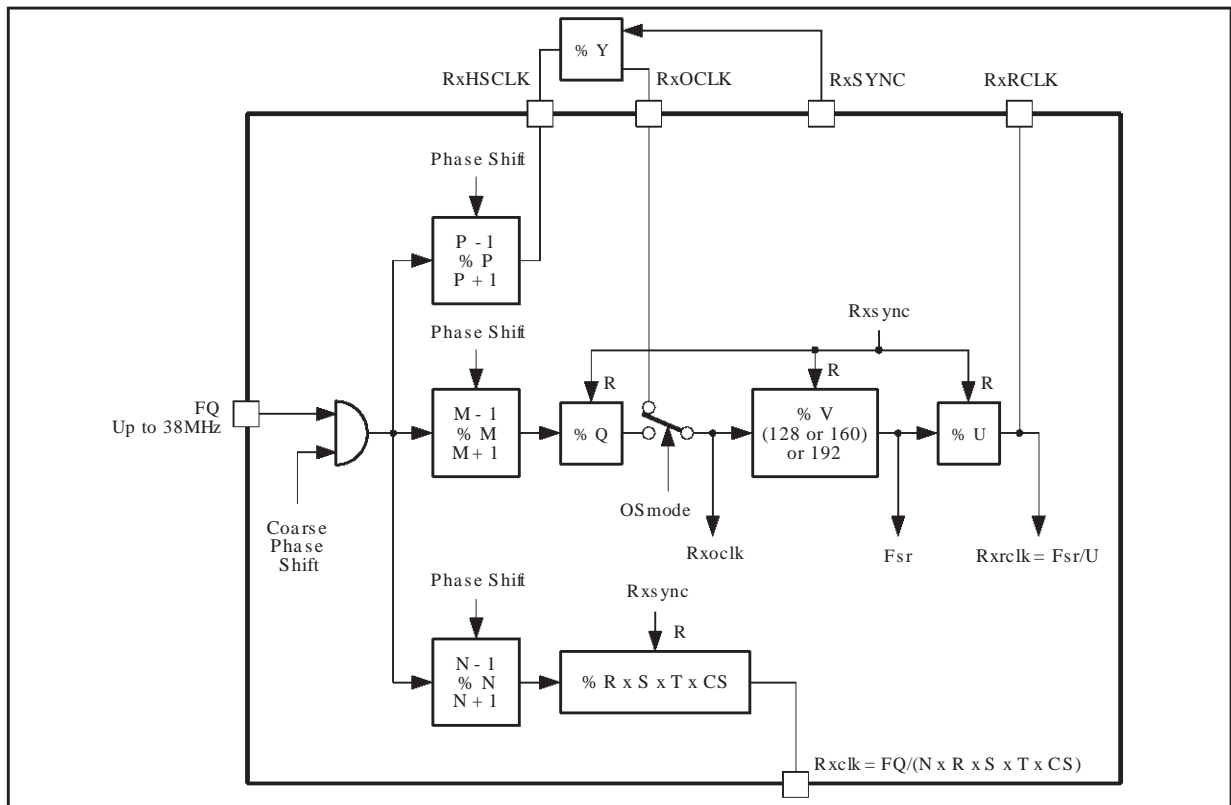 % Y
RxHSCLK
RxOCLK
RxSYNC
RxRCLK
Phase Shift
P - 1
% P
P + 1
Rxsync
Phase Shift
R
R
R
FQ
Up to 38MHz
M - 1
% M
M + 1
% Q
% V
(128 or 160)
or 192
% U
OSmode
Coarse
Phase
Shift
Rxoclk
Fsr
Rxrclk = Fsr/U
Phase Shift
Rxsync
R
N - 1
% N
N + 1
% R x S x T x CS
Rxclk = FQ/(N x R x S x T x CS)